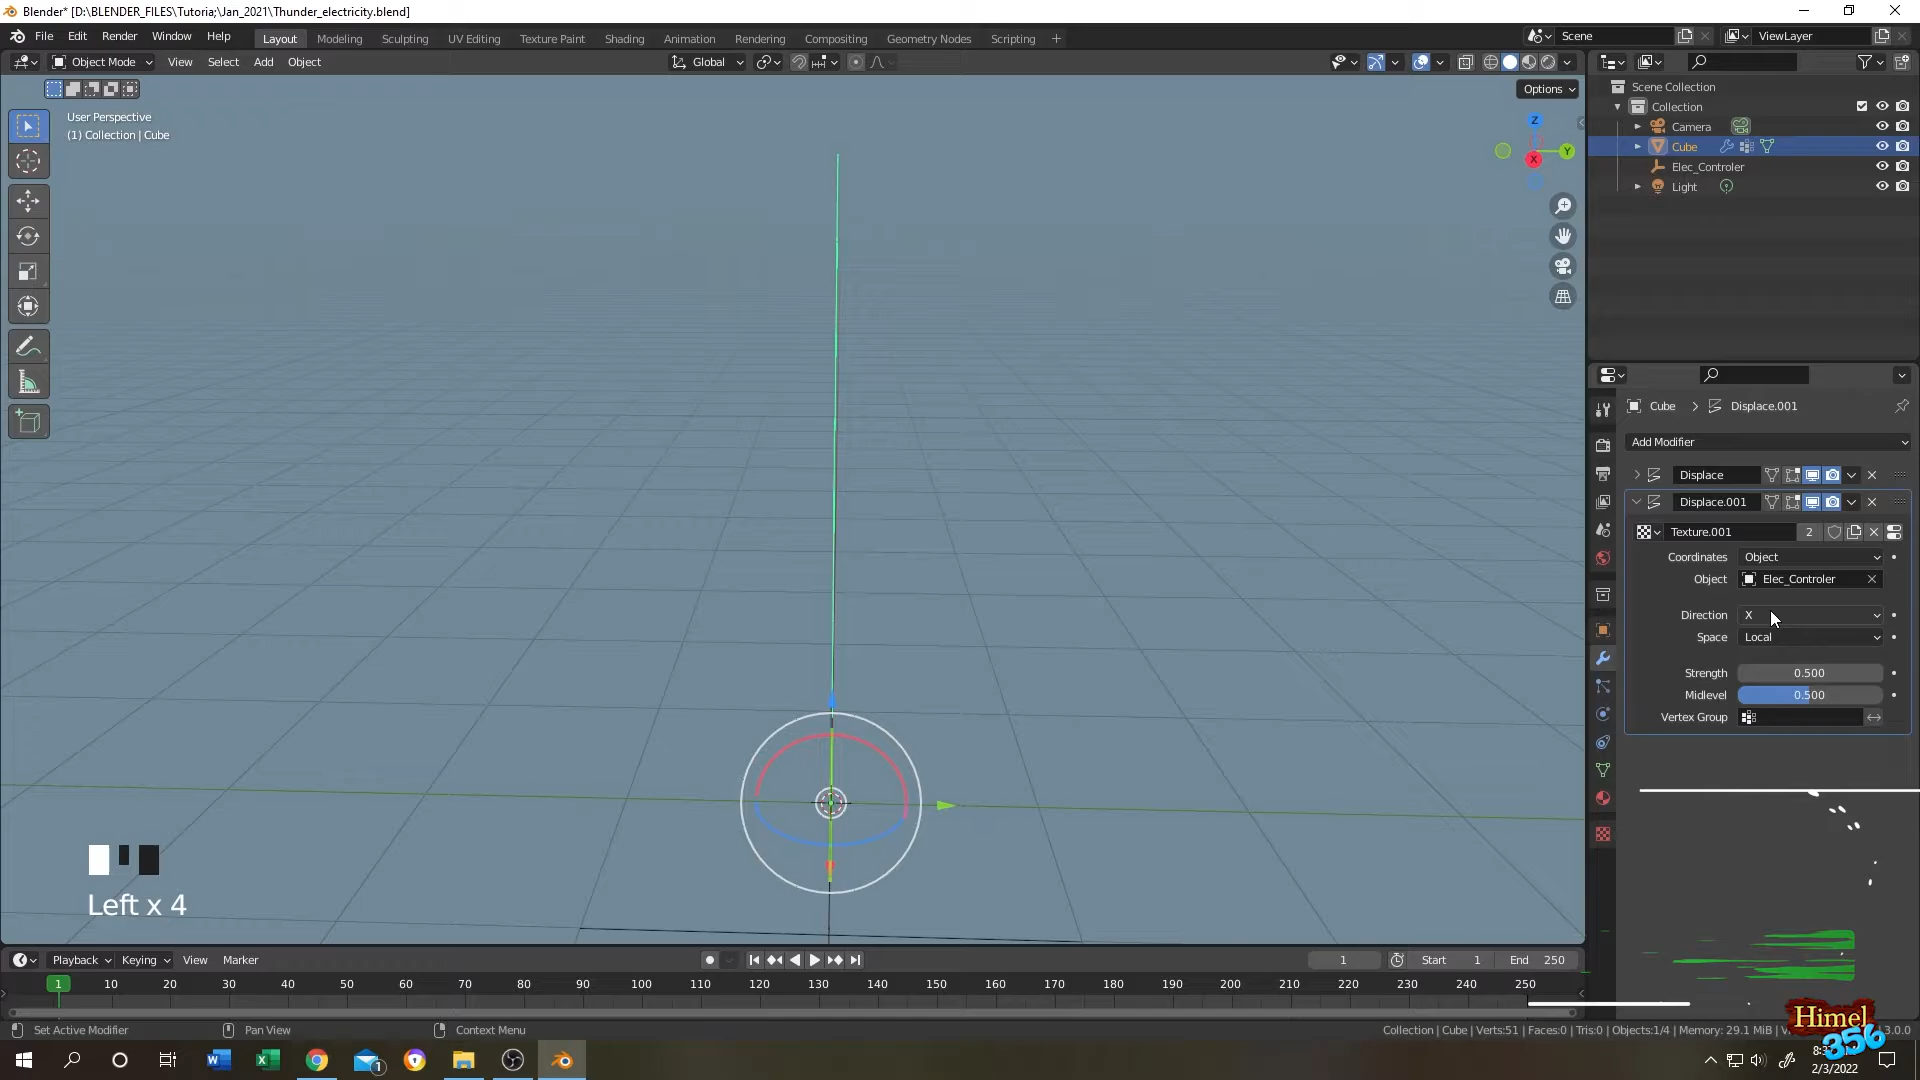 Blender* [D:\BLENDER_FILES\Tutoria;\Jan_2021\Thunder_electricity.blend]
File Edit Render Window Help
Layout Modeling Sculpting UV Editing Texture Paint Shading Animation Rendering Compositing Geometry Nodes Scripting +
Scene ViewLayer
Object Mode View Select Add Object Global
Options
User Perspective
(1) Collection | Cube
Z
Y
X
Scene Collection
Collection
Camera
Cube
Elec_Controler
Light
Cube > Displace.001
Add Modifier
Displace
Displace.001
Texture.001 2
Coordinates Object
Object Elec_Controler
Direction X
Space Local
Strength 0.500
Midlevel 0.500
Vertex Group
Left x 4
Playback Keying View Marker
1 Start 1 End 250
1 10 20 30 40 50 60 70 80 90 100 110 120 130 140 150 160 170 180 190 200 210 220 230 240 250
Set Active Modifier Pan View Context Menu
Collection | Cube | Verts:51 | Faces:0 | Tris:0 | Objects:1/4 | Memory: 29.1 MiB | 3.0.0
Himel
356
1
2/3/2022